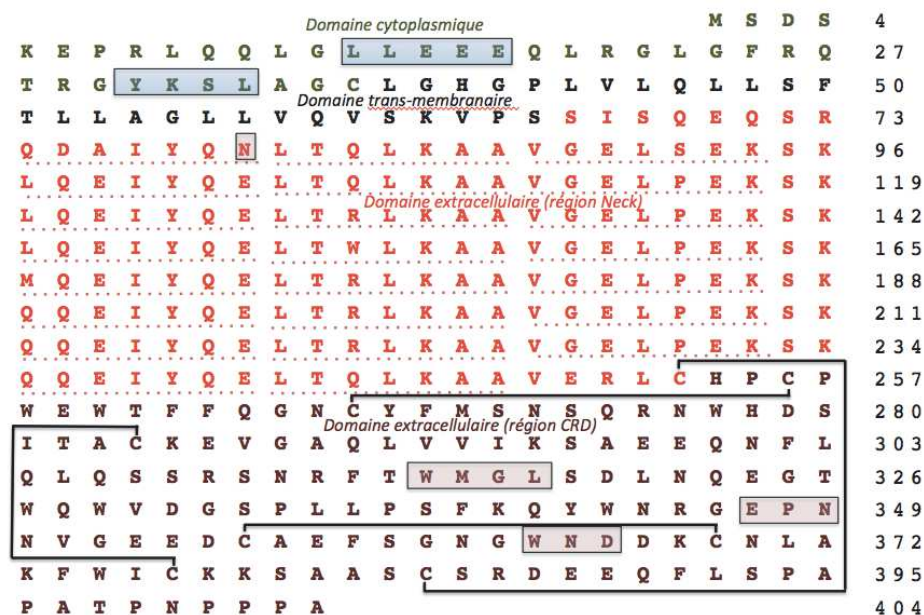 Domaine cytoplasmique
M S D S 4
K E P R L Q Q L G L L E E E Q L R G L G F R Q 27
T R G Y K S L A G C L G H G P L V L Q L L S F 50
Domaine trans-membranaire
T L L A G L L V Q V S K V P S S I S Q E Q S R 73
Q D A I Y Q N L T Q L K A A V G E L S E K S K 96
L Q E I Y Q E L T Q L K A A V G E L P E K S K 119
Domaine extracellulaire (région Neck)
L Q E I Y Q E L T R L K A A V G E L P E K S K 142
L Q E I Y Q E L T W L K A A V G E L P E K S K 165
M Q E I Y Q E L T R L K A A V G E L P E K S K 188
Q Q E I Y Q E L T R L K A A V G E L P E K S K 211
Q Q E I Y Q E L T R L K A A V G E L P E K S K 234
Q Q E I Y Q E L T Q L K A A V E R L C H P C P 257
W E W T F F Q G N C Y F M S N S Q R N W H D S 280
Domaine extracellulaire (région CRD)
I T A C K E V G A Q L V V I K S A E E Q N F L 303
Q L Q S S R S N R F T W M G L S D L N Q E G T 326
W Q W V D G S P L L P S F K Q Y W N R G E P N 349
N V G E E D C A E F S G N G W N D D K C N L A 372
K F W I C K K S A A S C S R D E E Q F L S P A 395
P A T P N P P P A 404